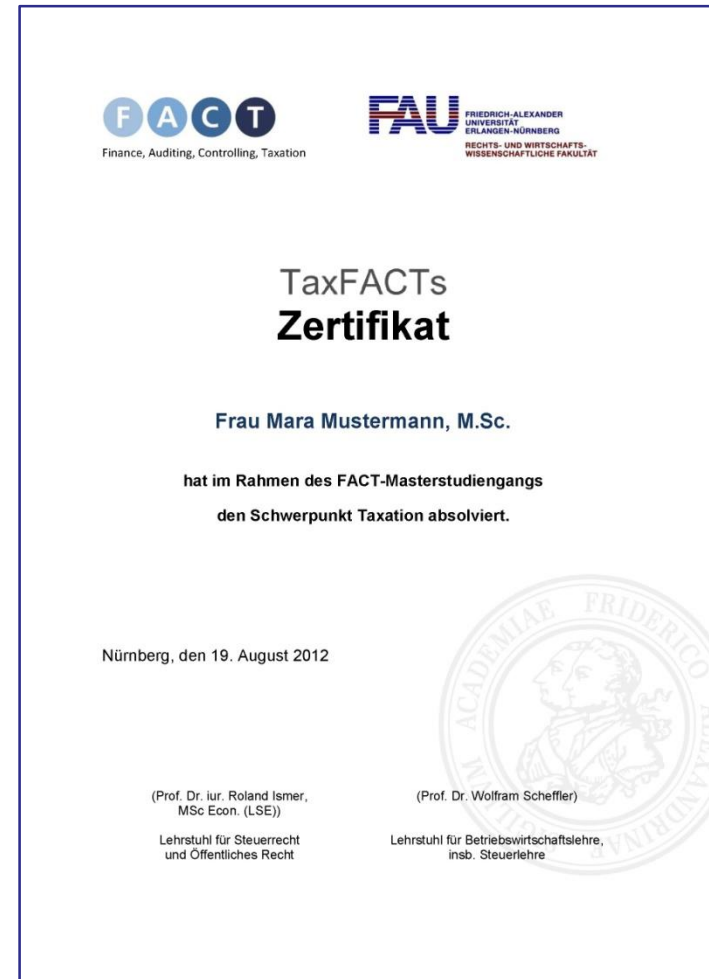 F A C T
Finance, Auditing, Controlling, Taxation
FAU
FRIEDRICH-ALEXANDER
UNIVERSITÄT
ERLANGEN-NÜRNBERG
RECHTS- UND WIRTSCHAFTS-
WISSENSCHAFTLICHE FAKULTÄT
TaxFACTs
Zertifikat
Frau Mara Mustermann, M.Sc.
hat im Rahmen des FACT-Masterstudiengangs
den Schwerpunkt Taxation absolviert.
Nürnberg, den 19. August 2012
ACADEMIAE FRIDERICO
ALEXANDRINAE
(Prof. Dr. iur. Roland Ismer,
MSc Econ. (LSE))
Lehrstuhl für Steuerrecht
und Öffentliches Recht
(Prof. Dr. Wolfram Scheffler)
Lehrstuhl für Betriebswirtschaftslehre,
insb. Steuerlehre